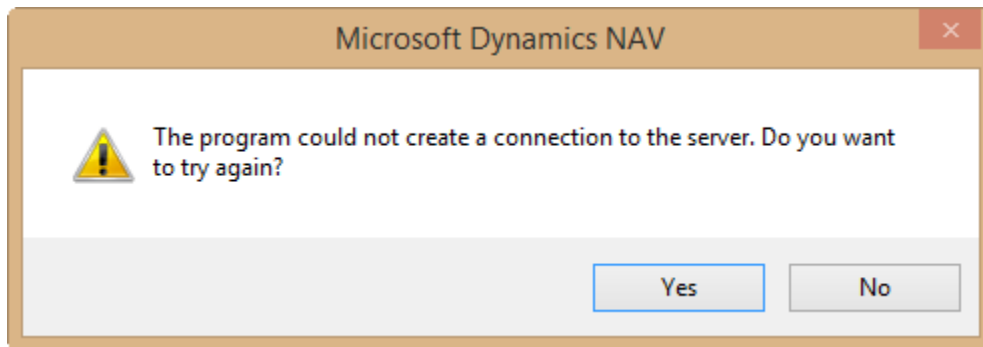 Microsoft Dynamics NAV
The program could not create a connection to the server. Do you want
to try again?
Yes
No